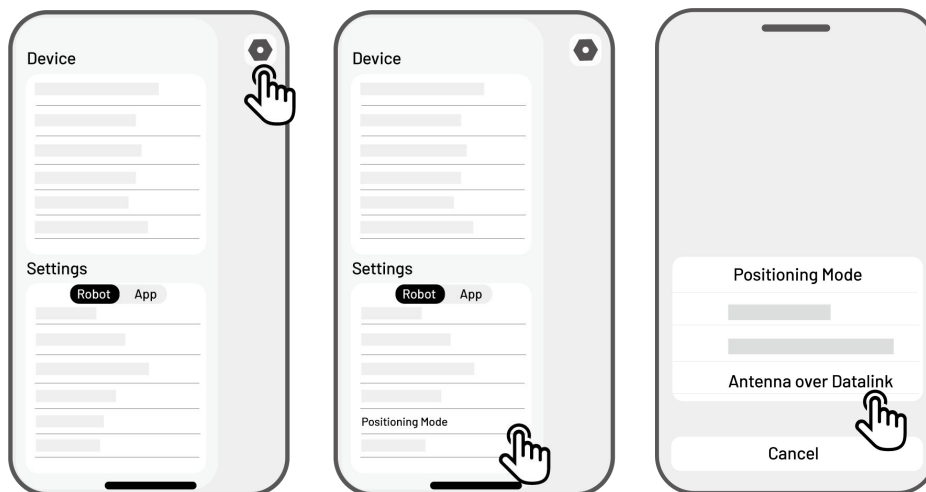 Device
Settings
Robot App
Device
Settings
Robot App
Positioning Mode
Positioning Mode
Antenna over Datalink
Cancel